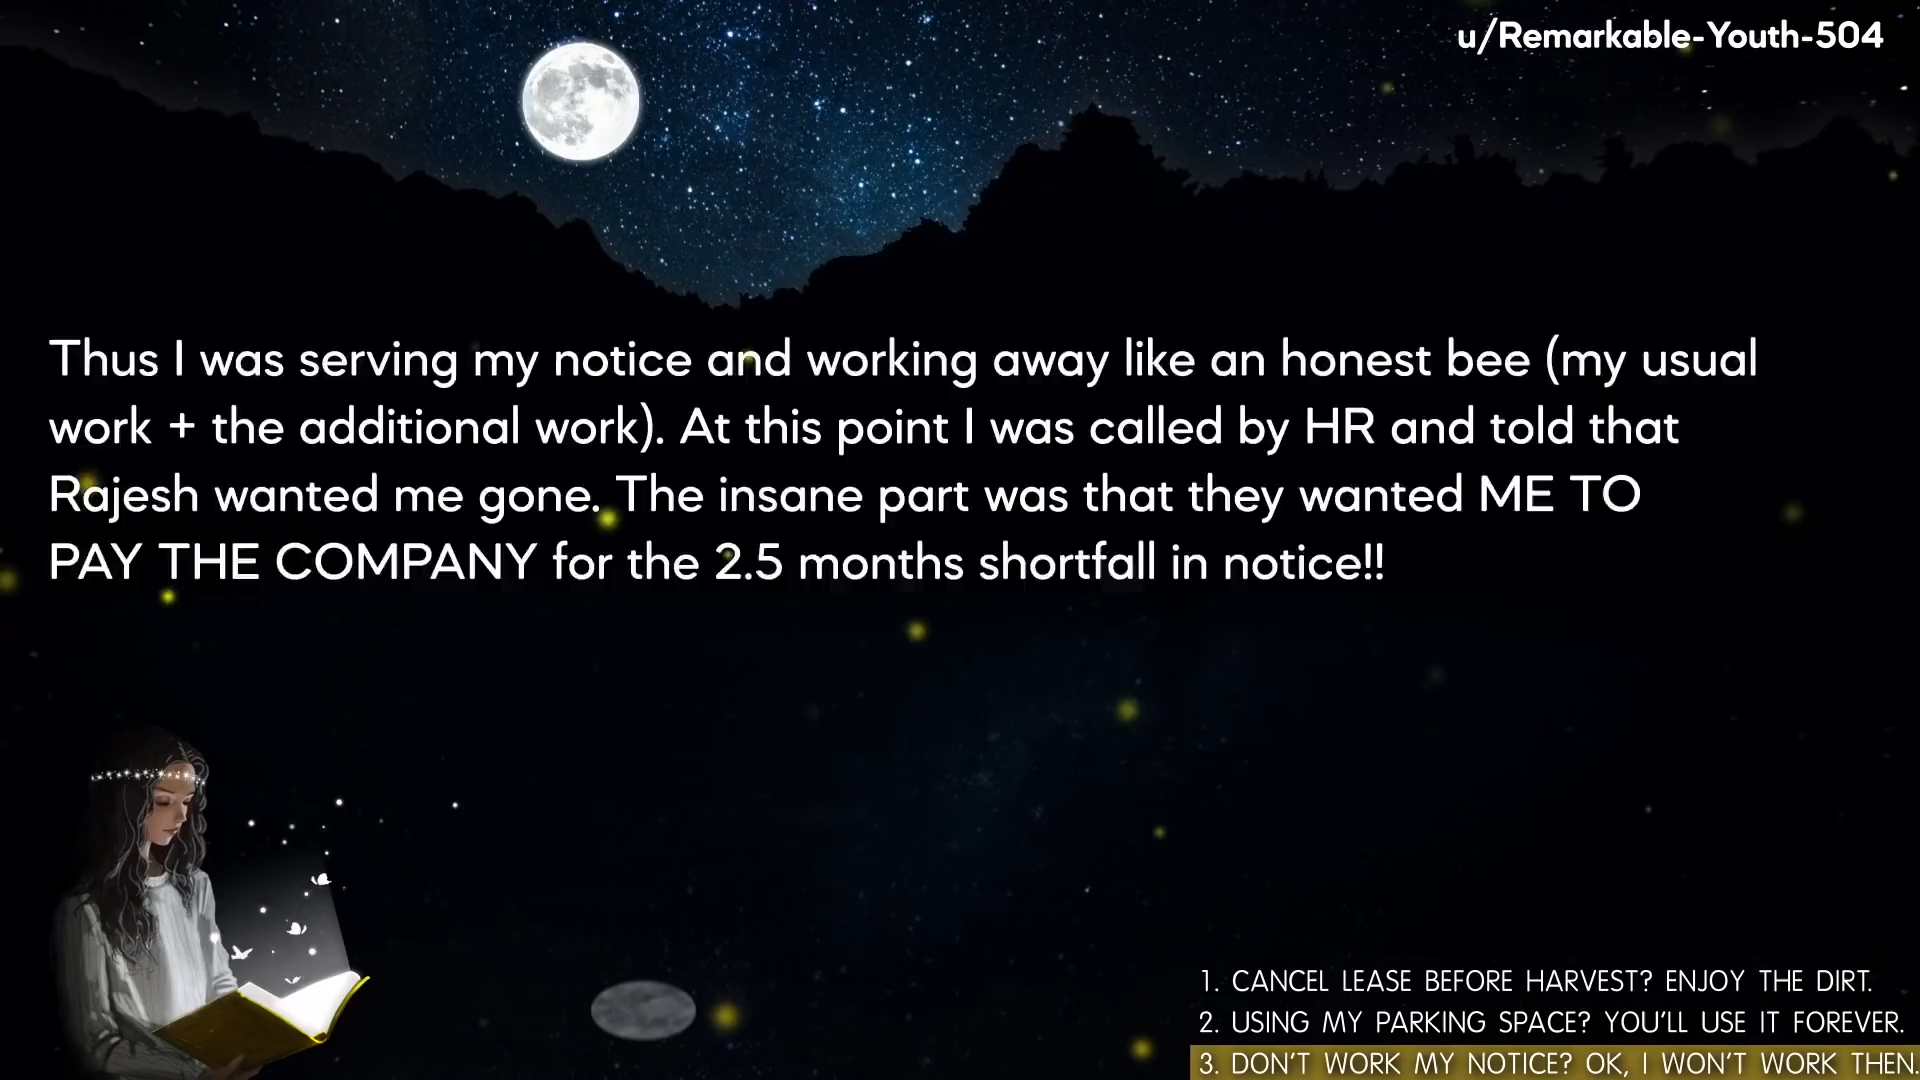 u/Remarkable-Youth-504
Thus I was serving my notice and working away like an honest bee (my usual
work + the additional work). At this point I was called by HR and told that
Rajesh wanted me gone. The insane part was that they wanted ME TO
PAY THE COMPANY for the 2.5 months shortfall in notice!!
1. CANCEL LEASE BEFORE HARVEST? ENJOY THE DIRT.
2. USING MY PARKING SPACE? YOU'LL USE IT FOREVER.
3. DON'T WORK MY NOTICE? OK, I WON'T WORK THEN.